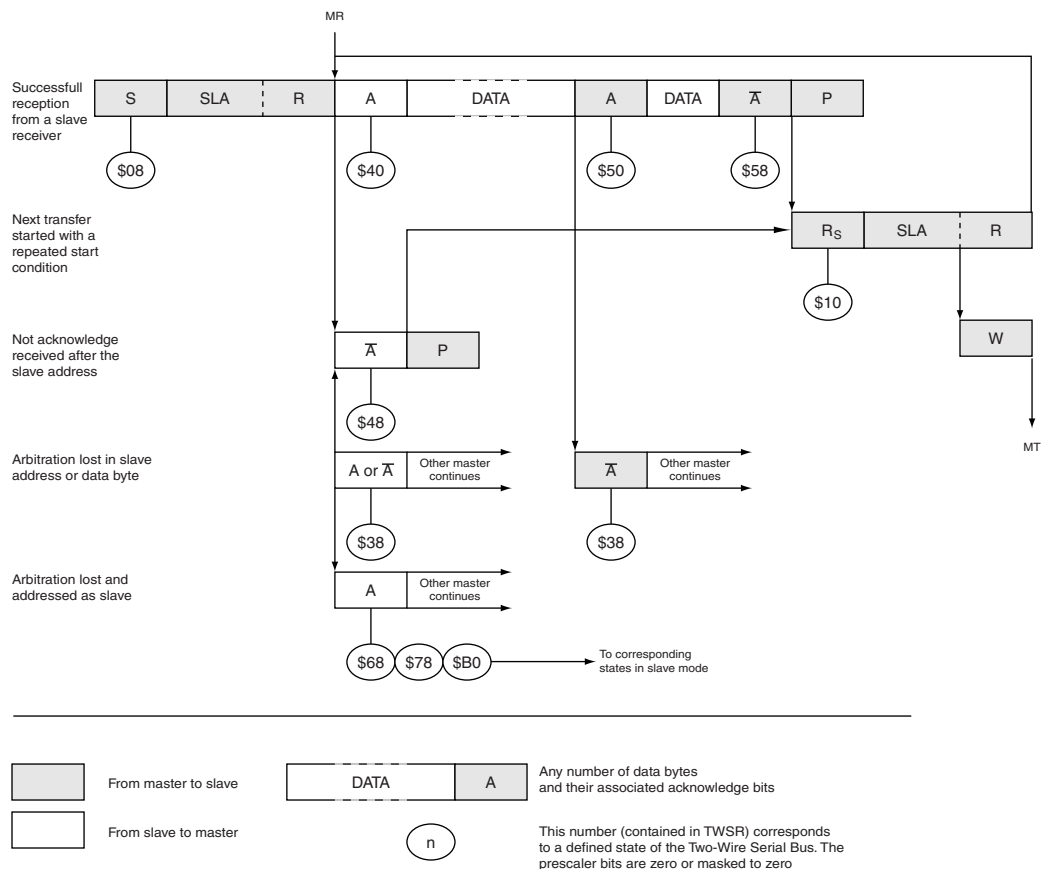 MR
Successfull
reception
from a slave
receiver
S SLA R A DATA A DATA A̅ P
$08 $40 $50 $58
Next transfer
started with a
repeated start
condition
RS SLA R
$10
Not acknowledge
received after the
slave address
A̅ P
W
$48
MT
Arbitration lost in slave
address or data byte
A or A̅
Other master
continues
A̅
Other master
continues
$38 $38
Arbitration lost and
addressed as slave
A
Other master
continues
$68 $78 $B0
To corresponding
states in slave mode
From master to slave
DATA A
Any number of data bytes
and their associated acknowledge bits
From slave to master
n
This number (contained in TWSR) corresponds
to a defined state of the Two-Wire Serial Bus. The
prescaler bits are zero or masked to zero